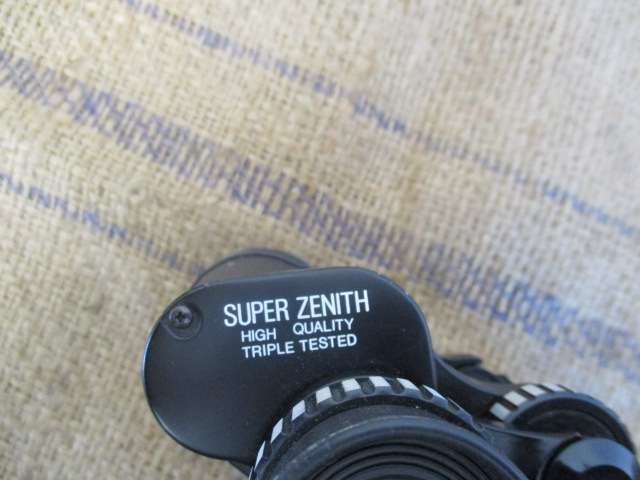 SUPER ZENITH
HIGH QUALITY
TRIPLE TESTED